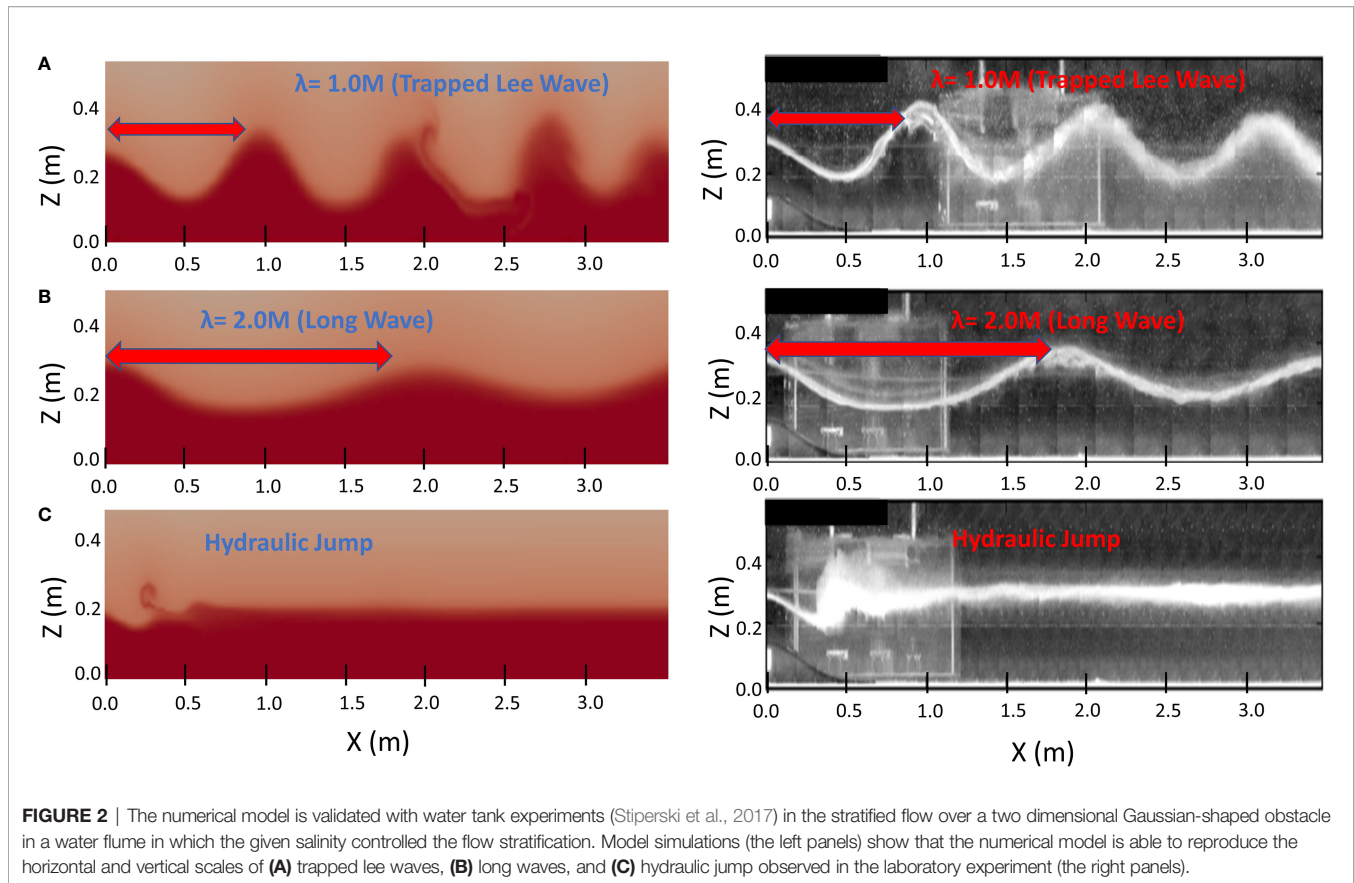 A
λ= 1.0M (Trapped Lee Wave)
Z (m)
0.4
0.2
0.0
0.0 0.5 1.0 1.5 2.0 2.5 3.0
λ= 1.0M (Trapped Lee Wave)
Z (m)
0.4
0.2
0.0
0.0 0.5 1.0 1.5 2.0 2.5 3.0
B
λ= 2.0M (Long Wave)
Z (m)
0.4
0.2
0.0
0.0 0.5 1.0 1.5 2.0 2.5 3.0
λ= 2.0M (Long Wave)
Z (m)
0.4
0.2
0.0
0.0 0.5 1.0 1.5 2.0 2.5 3.0
C
Hydraulic Jump
Z (m)
0.4
0.2
0.0
0.0 0.5 1.0 1.5 2.0 2.5 3.0
X (m)
Hydraulic Jump
Z (m)
0.4
0.2
0.0
0.0 0.5 1.0 1.5 2.0 2.5 3.0
X (m)
FIGURE 2 | The numerical model is validated with water tank experiments (Stiperski et al., 2017) in the stratified flow over a two dimensional Gaussian-shaped obstacle
in a water flume in which the given salinity controlled the flow stratification. Model simulations (the left panels) show that the numerical model is able to reproduce the
horizontal and vertical scales of (A) trapped lee waves, (B) long waves, and (C) hydraulic jump observed in the laboratory experiment (the right panels).